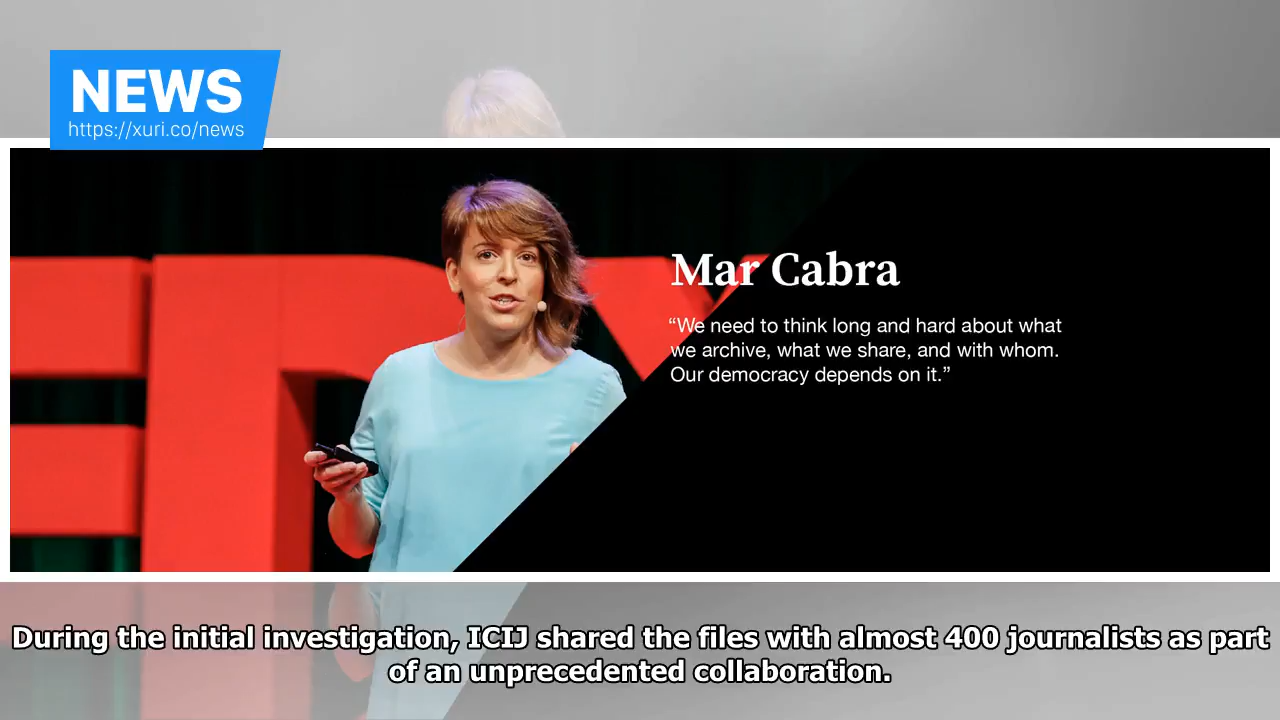 NEWS
https://xuri.co/news
Mar Cabra
“We need to think long and hard about what
we archive, what we share, and with whom.
Our democracy depends on it.”
During the initial investigation, ICIJ shared the files with almost 400 journalists as part
of an unprecedented collaboration.